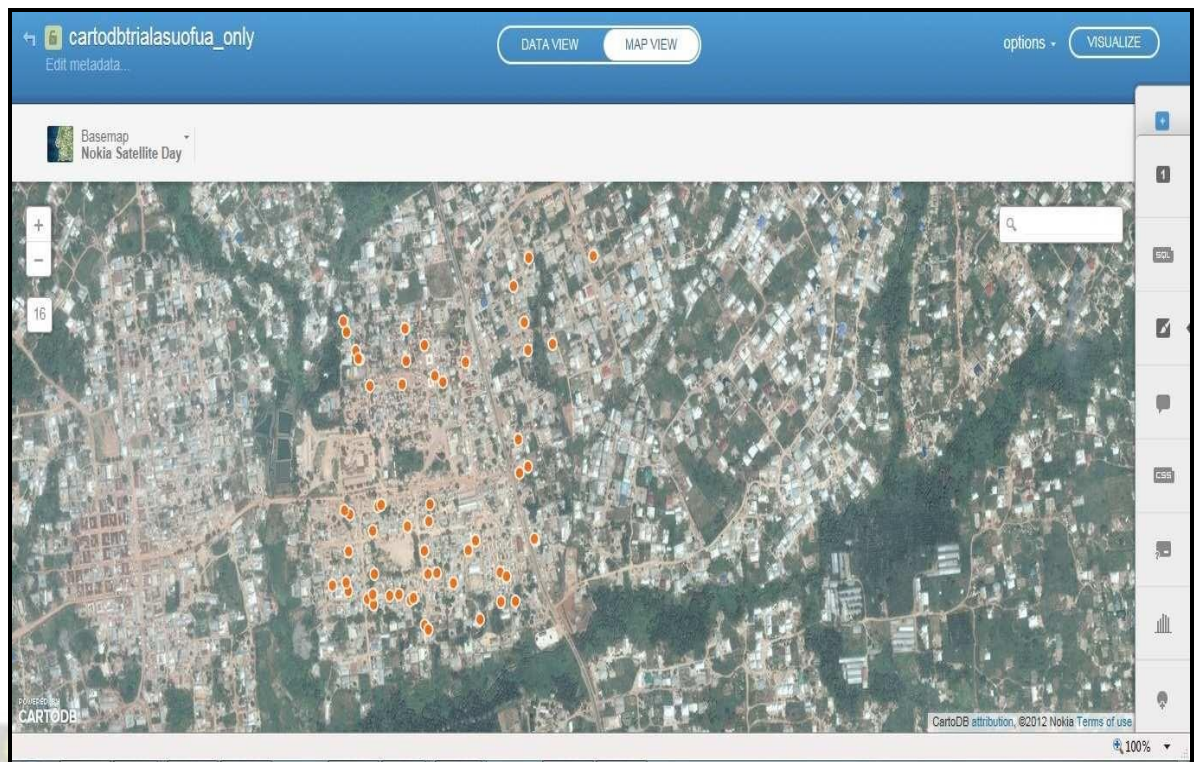 cartodbtrialasuofua_only
Edit metadata...
DATA VIEW
MAP VIEW
options
VISUALIZE
Basemap
Nokia Satellite Day
1
+
−
SQL
16
CSS
?
POWERED BY
CARTODB
CartoDB attribution, ©2012 Nokia Terms of use
100%